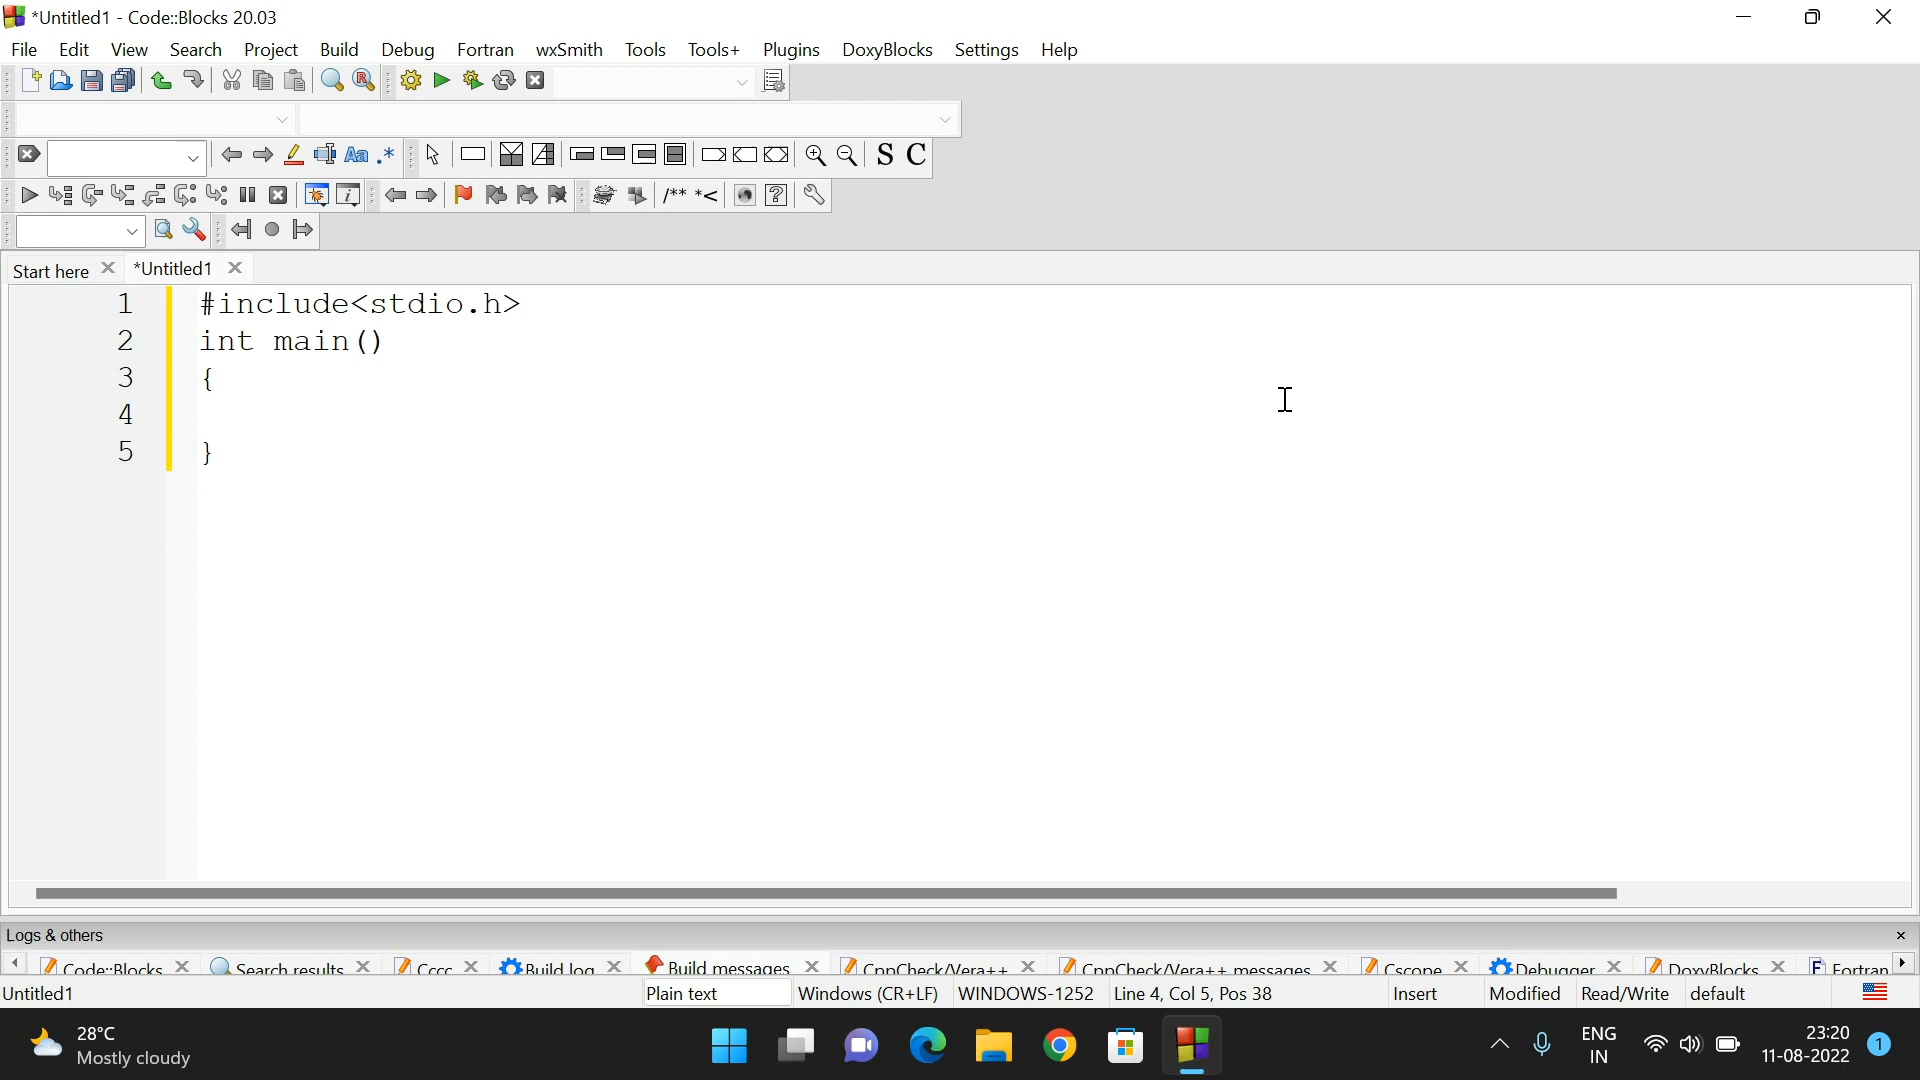 *Untitled1 - Code::Blocks 20.03
File Edit View Search Project Build Debug Fortran wxSmith Tools Tools+ Plugins DoxyBlocks Settings Help
Aa .* S C
/** *<
Start here *Untitled1
1 #include<stdio.h>
2 int main()
3 {
4
5 }
Logs & others
Code::Blocks Search results Cccc Build log Build messages CppCheck/Vera++ CppCheck/Vera++ messages Cscope Debugger DoxyBlocks Fortran
Untitled1 Plain text Windows (CR+LF) WINDOWS-1252 Line 4, Col 5, Pos 38 Insert Modified Read/Write default
28°C
Mostly cloudy
ENG
IN
23:20
11-08-2022
1